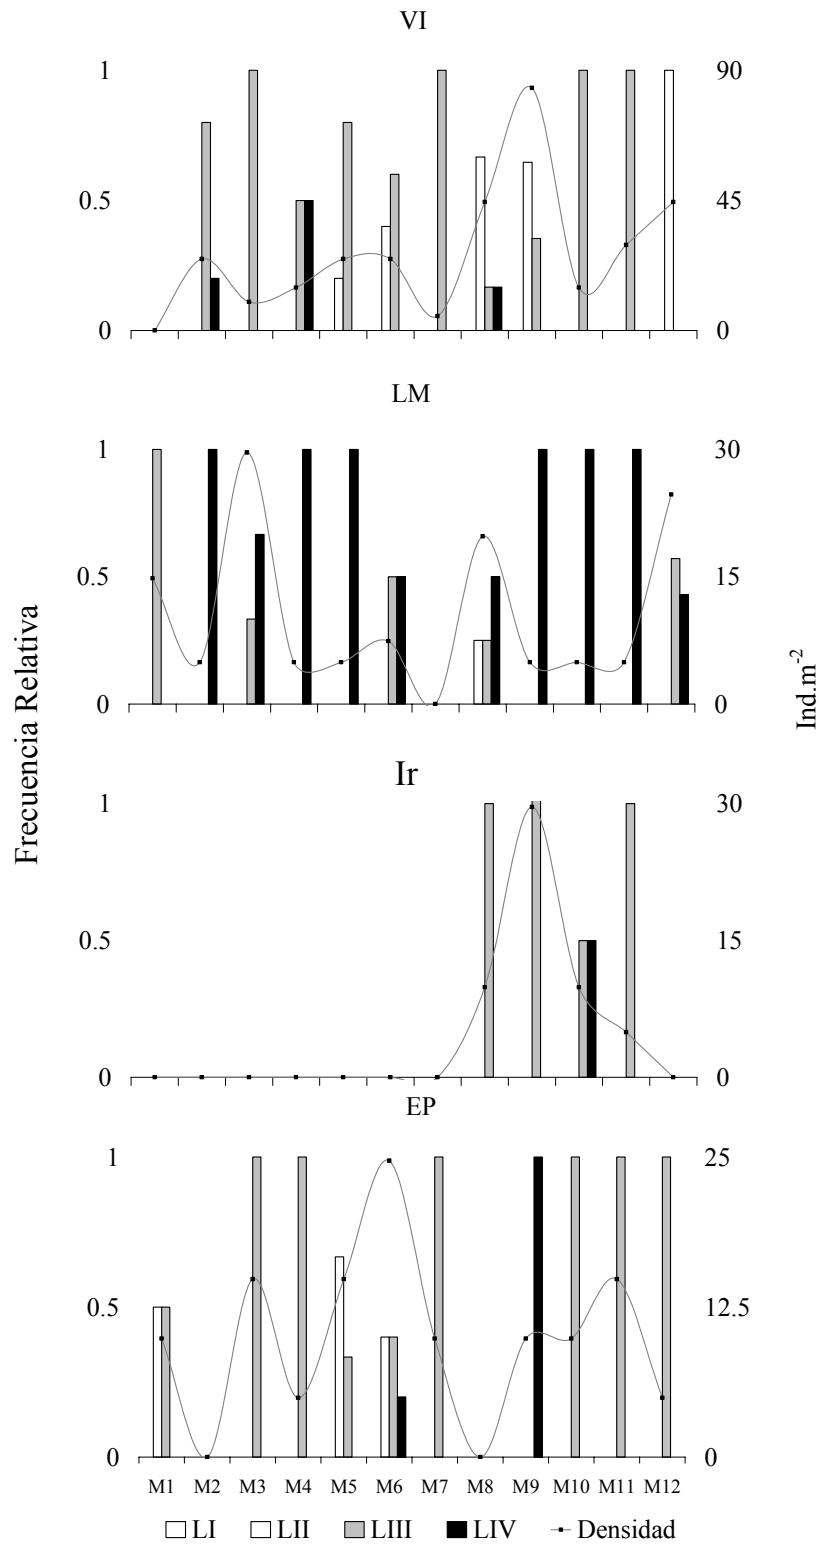 VI
1 90
0.5 45
0 0
LM
1 30
0.5 15
0 0
Frecuencia Relativa
Ind.m⁻²
Ir
1 30
0.5 15
0 0
EP
1 25
0.5 12.5
0 0
M1 M2 M3 M4 M5 M6 M7 M8 M9 M10 M11 M12
LI LII LIII LIV Densidad